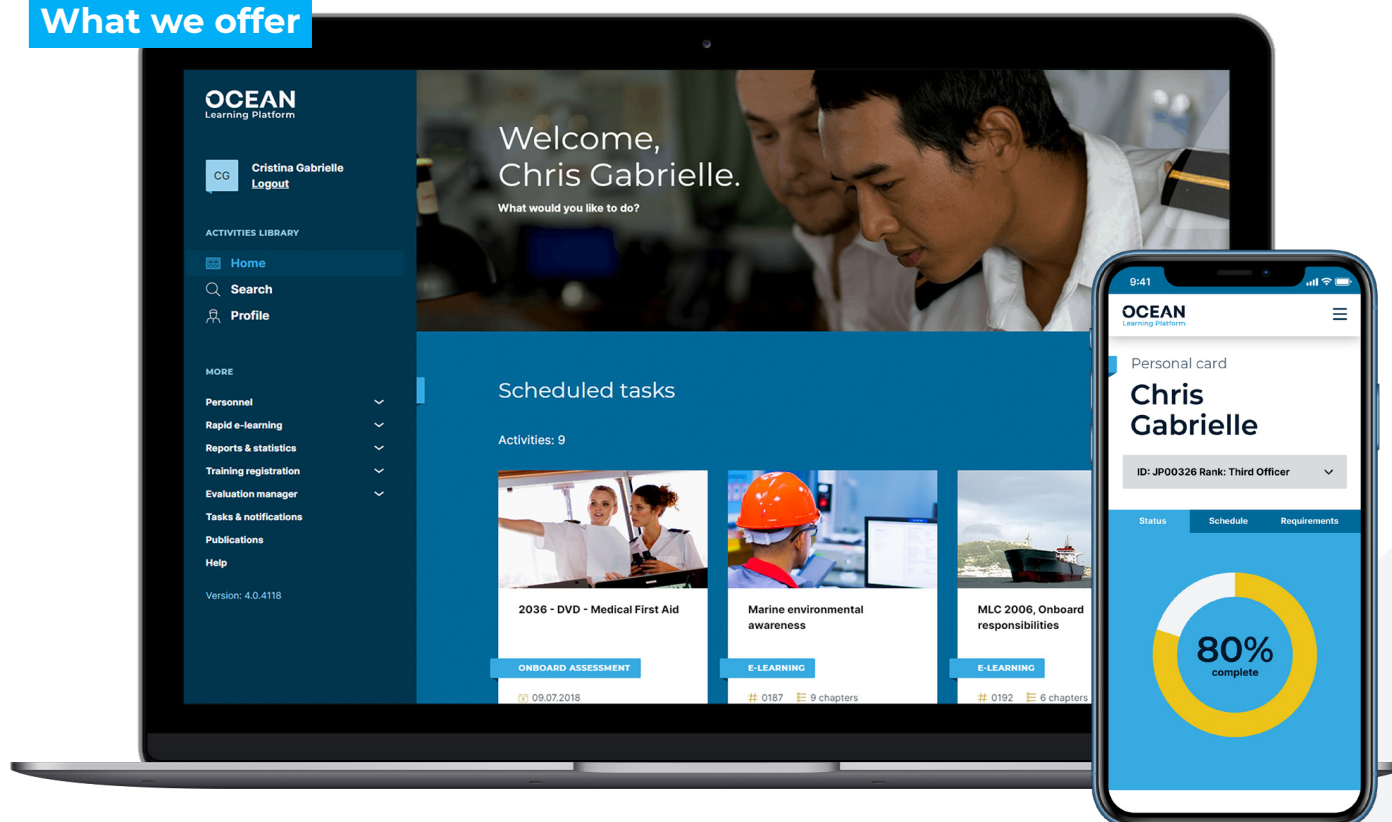 What we offer
OCEAN
Learning Platform
CG
Cristina Gabrielle
Logout
ACTIVITIES LIBRARY
Home
Search
Profile
MORE
Personnel
Rapid e-learning
Reports & statistics
Training registration
Evaluation manager
Tasks & notifications
Publications
Help
Version: 4.0.4118
Welcome,
Chris Gabrielle.
What would you like to do?
Scheduled tasks
Activities: 9
2036 - DVD - Medical First Aid
ONBOARD ASSESSMENT
09.07.2018
Marine environmental
awareness
E-LEARNING
# 0187 9 chapters
MLC 2006, Onboard
responsibilities
E-LEARNING
# 0192 6 chapters
9:41
OCEAN
Learning Platform
Personal card
Chris
Gabrielle
ID: JP00326 Rank: Third Officer
Status Schedule Requirements
80%
complete